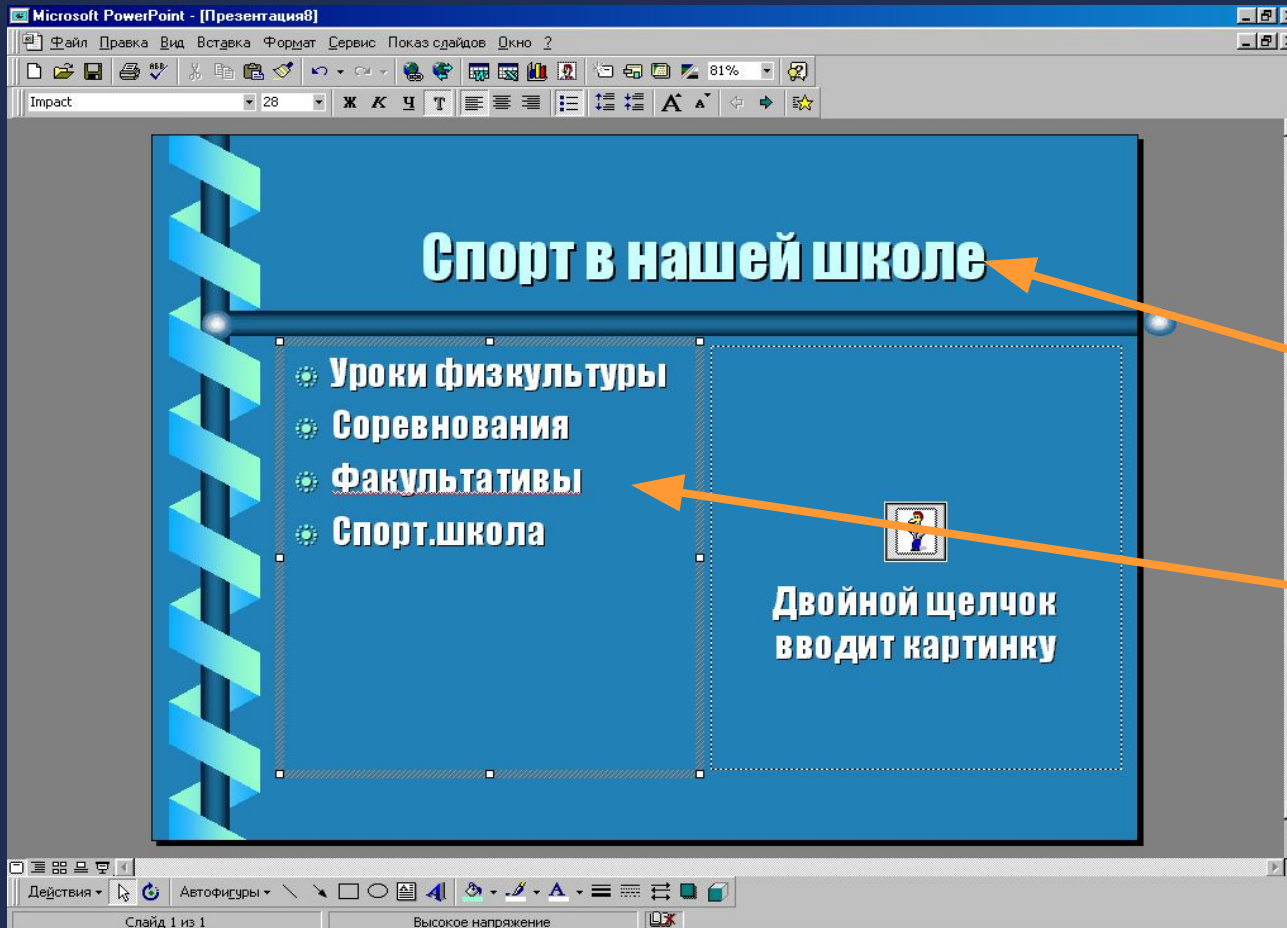 Microsoft PowerPoint - [Презентация8]
Файл Правка Вид Вставка Формат Сервис Показ слайдов Окно ?
81%
Impact 28 Ж К Ч Т
Спорт в нашей школе
Уроки физкультуры
Соревнования
Факультативы
Спорт.школа
Двойной щелчок
вводит картинку
Действия Автофигуры
Слайд 1 из 1 Высокое напряжение